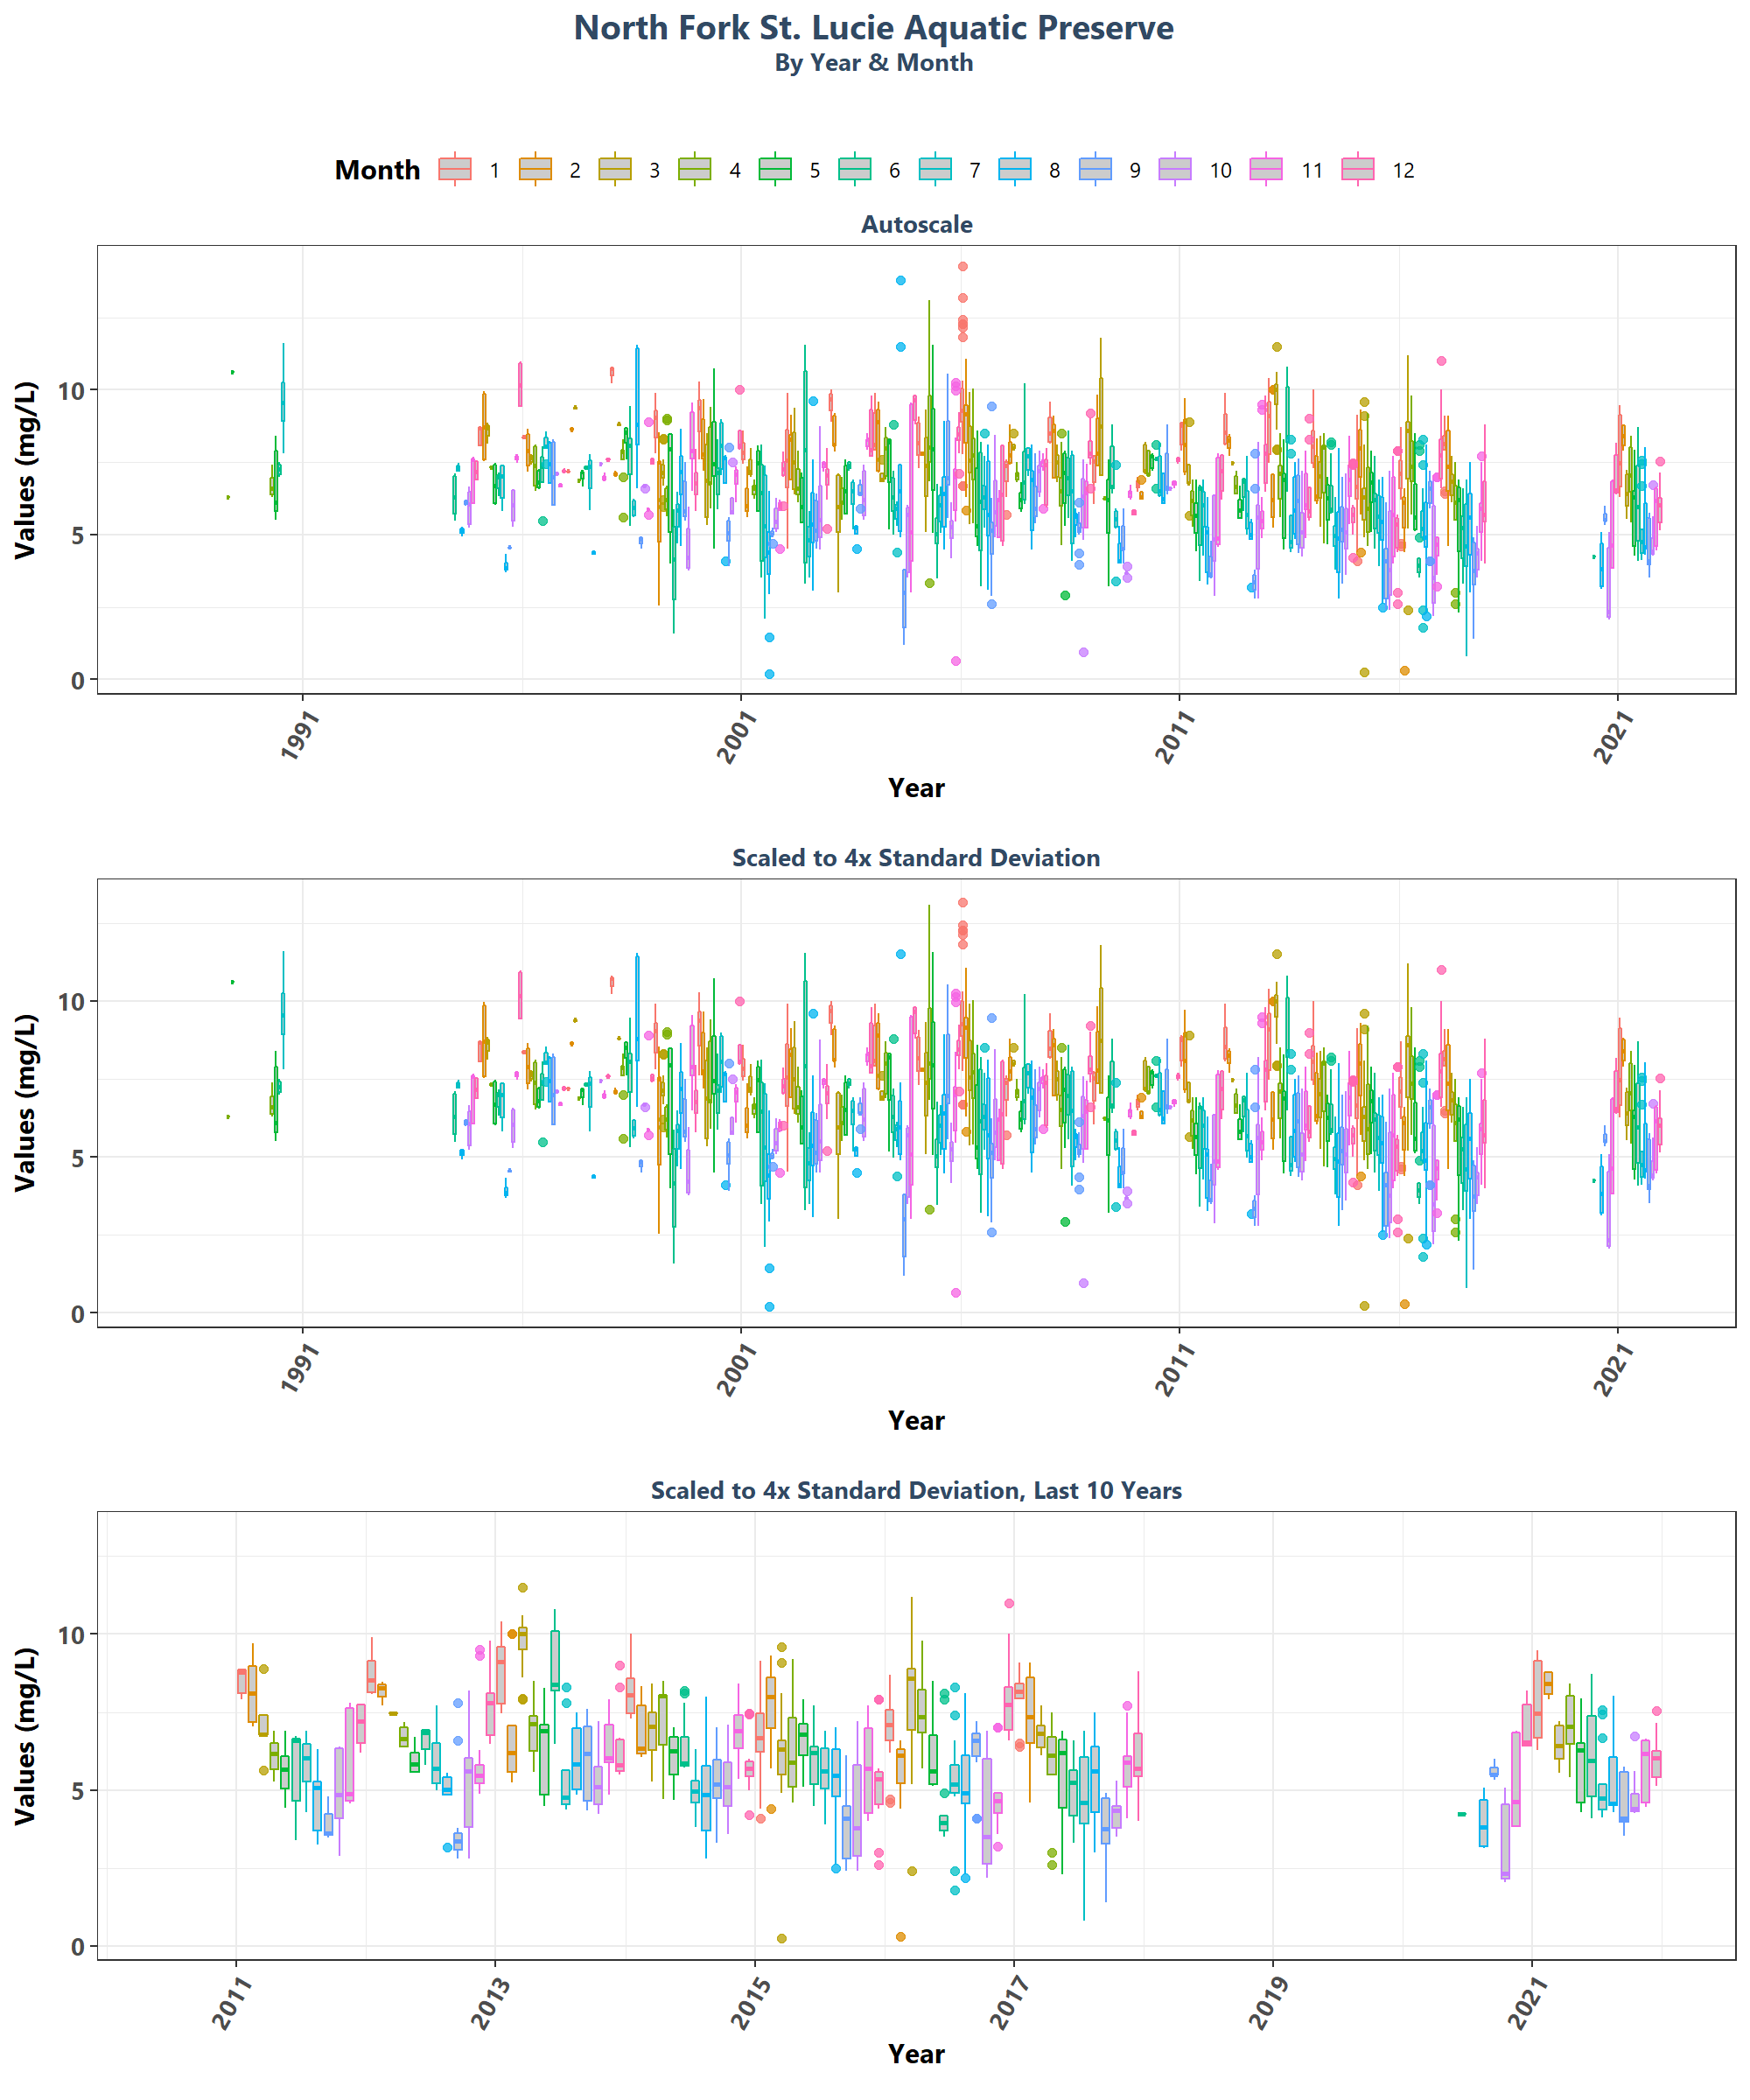 North Fork St. Lucie Aquatic Preserve
By Year & Month
Month 1 2 3 4 5 6 7 8 9 10 11 12
Autoscale
Values (mg/L)
10
5
0
1991 2001 2011 2021
Year
Scaled to 4x Standard Deviation
Values (mg/L)
10
5
0
1991 2001 2011 2021
Year
Scaled to 4x Standard Deviation, Last 10 Years
Values (mg/L)
10
5
0
2011 2013 2015 2017 2019 2021
Year